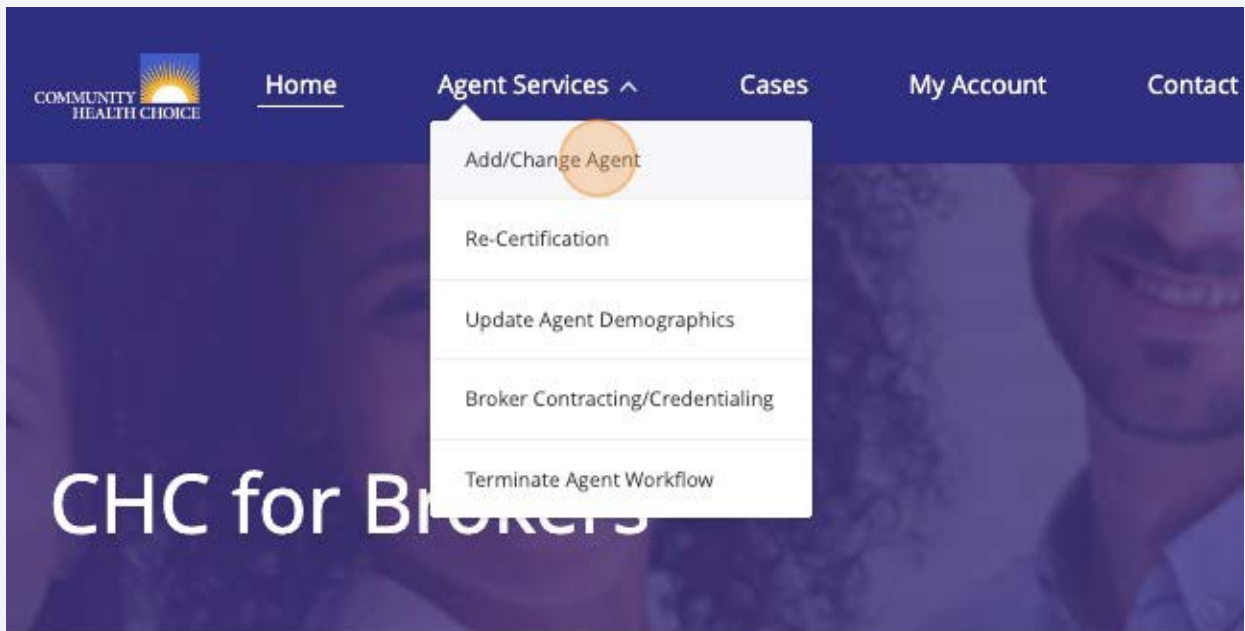 COMMUNITY
HEALTH CHOICE
Home
Agent Services
Cases
My Account
Contact
Add/Change Agent
Re-Certification
Update Agent Demographics
Broker Contracting/Credentialing
Terminate Agent Workflow
CHC for Brokers